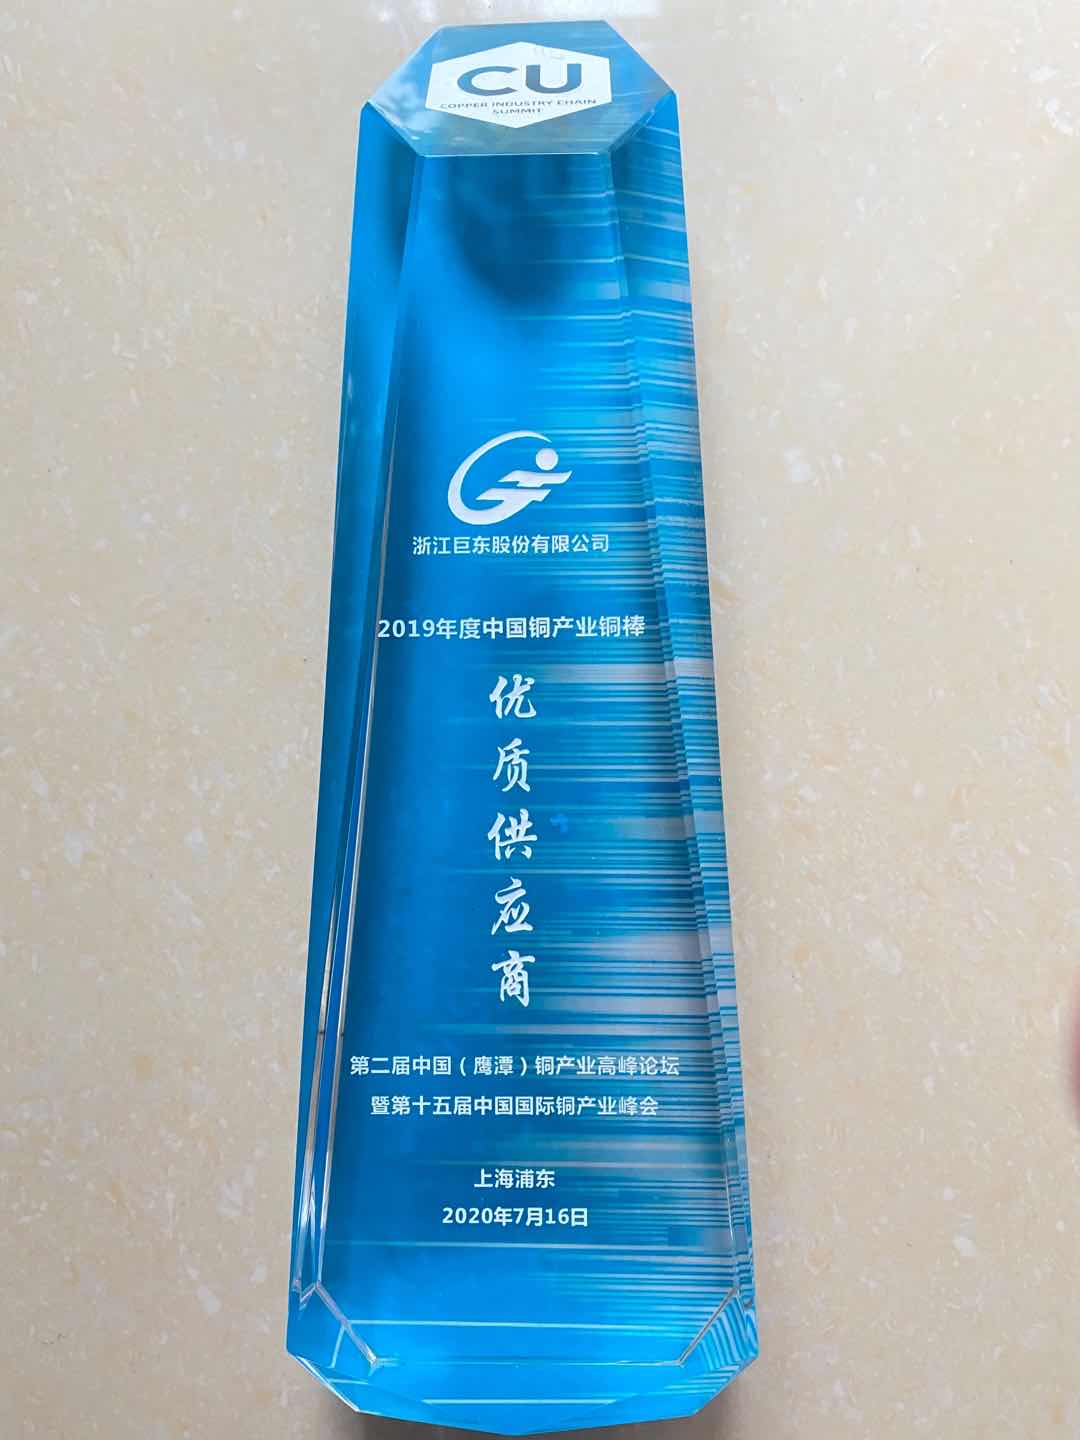 CU
COPPER INDUSTRY CHAIN
SUMMIT
浙江巨东股份有限公司
2019年度中国铜产业铜棒
优质供应商
第二届中国（鹰潭）铜产业高峰论坛
暨第十五届中国国际铜产业峰会
上海浦东
2020年7月16日